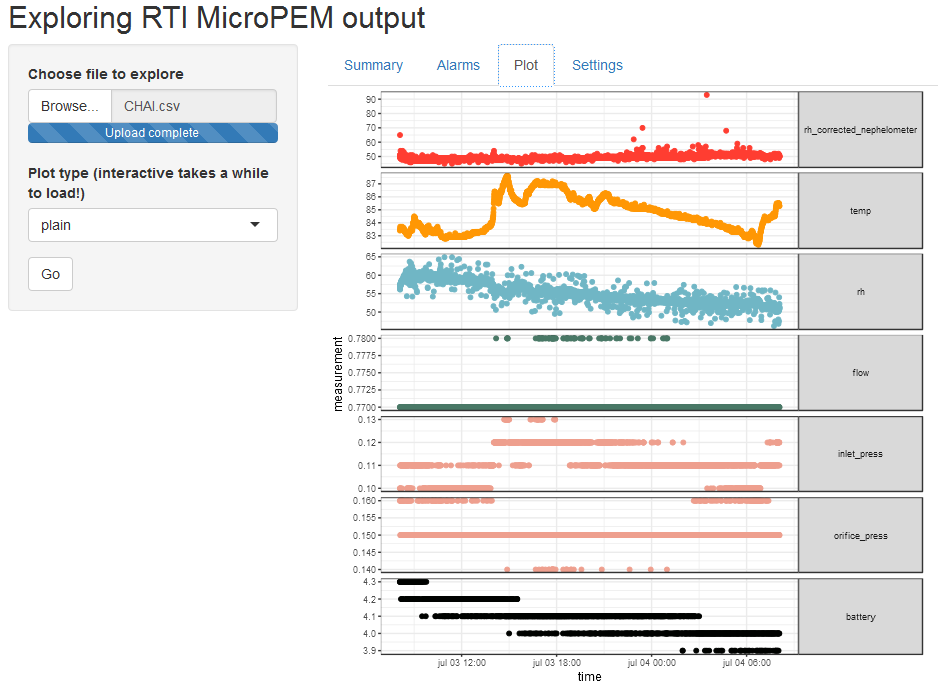 Exploring RTI MicroPEM output
Choose file to explore
Browse... CHAI.csv
Upload complete
Plot type (interactive takes a while
to load!)
plain
Go
Summary Alarms Plot Settings
measurement
90
80
70
60
50
rh_corrected_nephelometer
87
86
85
84
83
temp
65
60
55
50
rh
0.7800
0.7775
0.7750
0.7725
0.7700
flow
0.13
0.12
0.11
0.10
inlet_press
0.160
0.155
0.150
0.145
0.140
orifice_press
4.3
4.2
4.1
4.0
3.9
battery
jul 03 12:00 jul 03 18:00 jul 04 00:00 jul 04 06:00
time